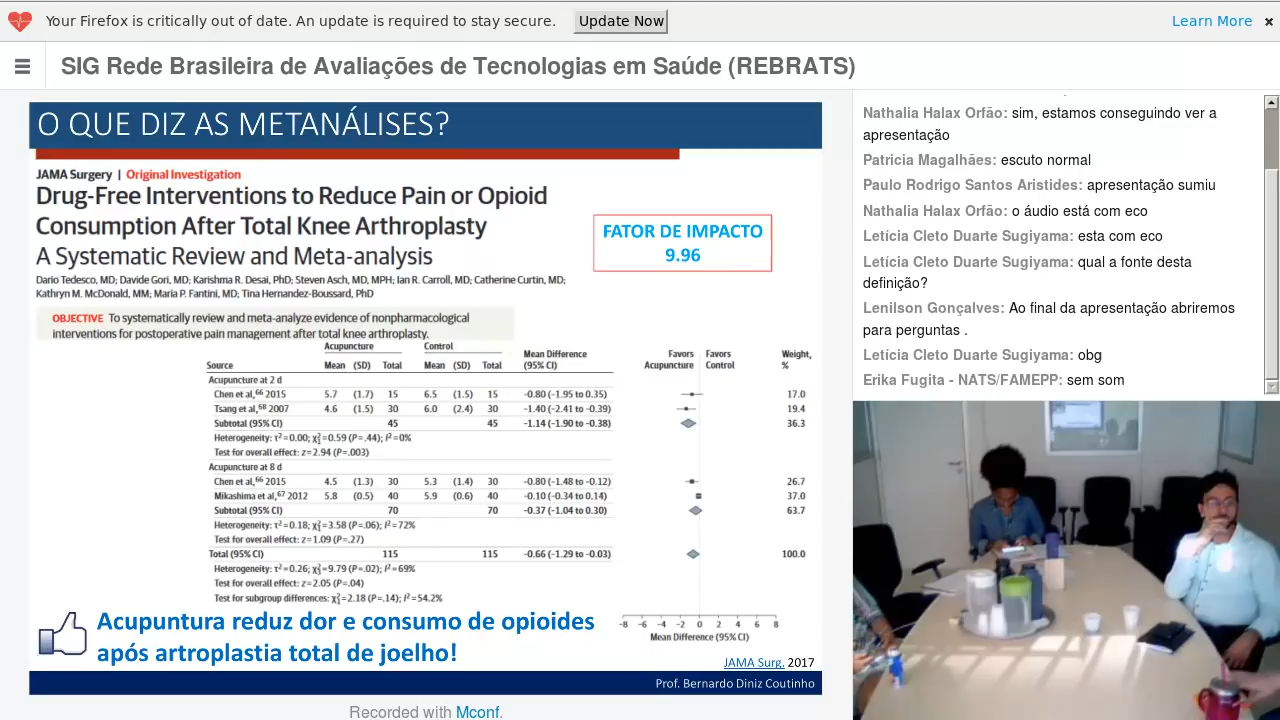 Your Firefox is critically out of date. An update is required to stay secure. Update Now Learn More ×
SIG Rede Brasileira de Avaliações de Tecnologias em Saúde (REBRATS)
O QUE DIZ AS METANÁLISES?
JAMA Surgery | Original Investigation
Drug-Free Interventions to Reduce Pain or Opioid
Consumption After Total Knee Arthroplasty
A Systematic Review and Meta-analysis
FATOR DE IMPACTO
9.96
Dario Tedesco, MD; Davide Gori, MD; Karishma R. Desai, PhD; Steven Asch, MD, MPH; Ian R. Carroll, MD; Catherine Curtin, MD;
Kathryn M. McDonald, MM; Maria P. Fantini, MD; Tina Hernandez-Boussard, PhD
OBJECTIVE To systematically review and meta-analyze evidence of nonpharmacological
interventions for postoperative pain management after total knee arthroplasty.
Acupuncture Control Mean Difference Favors Favors Weight,
Source Mean (SD) Total Mean (SD) Total (95% CI) Acupuncture Control %
Acupuncture at 2 d
Chen et al,66 2015 5.7 (1.7) 15 6.5 (1.5) 15 -0.80 (-1.95 to 0.35) 17.0
Tsang et al,68 2007 4.6 (1.5) 30 6.0 (2.4) 30 -1.40 (-2.41 to -0.39) 19.4
Subtotal (95% CI) 45 45 -1.14 (-1.90 to -0.38) 36.3
Heterogeneity: τ²=0.00; χ²₁=0.59 (P=.44); I²=0%
Test for overall effect: z=2.94 (P=.003)
Acupuncture at 8 d
Chen et al,66 2015 4.5 (1.3) 30 5.3 (1.4) 30 -0.80 (-1.48 to -0.12) 26.7
Mikashima et al,67 2012 5.8 (0.5) 40 5.9 (0.6) 40 -0.10 (-0.34 to 0.14) 37.0
Subtotal (95% CI) 70 70 -0.37 (-1.04 to 0.30) 63.7
Heterogeneity: τ²=0.18; χ²₁=3.58 (P=.06); I²=72%
Test for overall effect: z=1.09 (P=.27)
Total (95% CI) 115 115 -0.66 (-1.29 to -0.03) 100.0
Heterogeneity: τ²=0.26; χ²₃=9.79 (P=.02); I²=69%
Test for overall effect: z=2.05 (P=.04)
Test for subgroup differences: χ²₁=2.18 (P=.14); I²=54.2%
-8 -6 -4 -2 0 2 4 6 8
Mean Difference (95% CI)
Acupuntura reduz dor e consumo de opioides
após artroplastia total de joelho!
JAMA Surg. 2017
Prof. Bernardo Diniz Coutinho
Recorded with Mconf.
Nathalia Halax Orfão: sim, estamos conseguindo ver a
apresentação
Patricia Magalhães: escuto normal
Paulo Rodrigo Santos Aristides: apresentação sumiu
Nathalia Halax Orfão: o áudio está com eco
Letícia Cleto Duarte Sugiyama: esta com eco
Letícia Cleto Duarte Sugiyama: qual a fonte desta
definição?
Lenilson Gonçalves: Ao final da apresentação abriremos
para perguntas .
Letícia Cleto Duarte Sugiyama: obg
Erika Fugita - NATS/FAMEPP: sem som